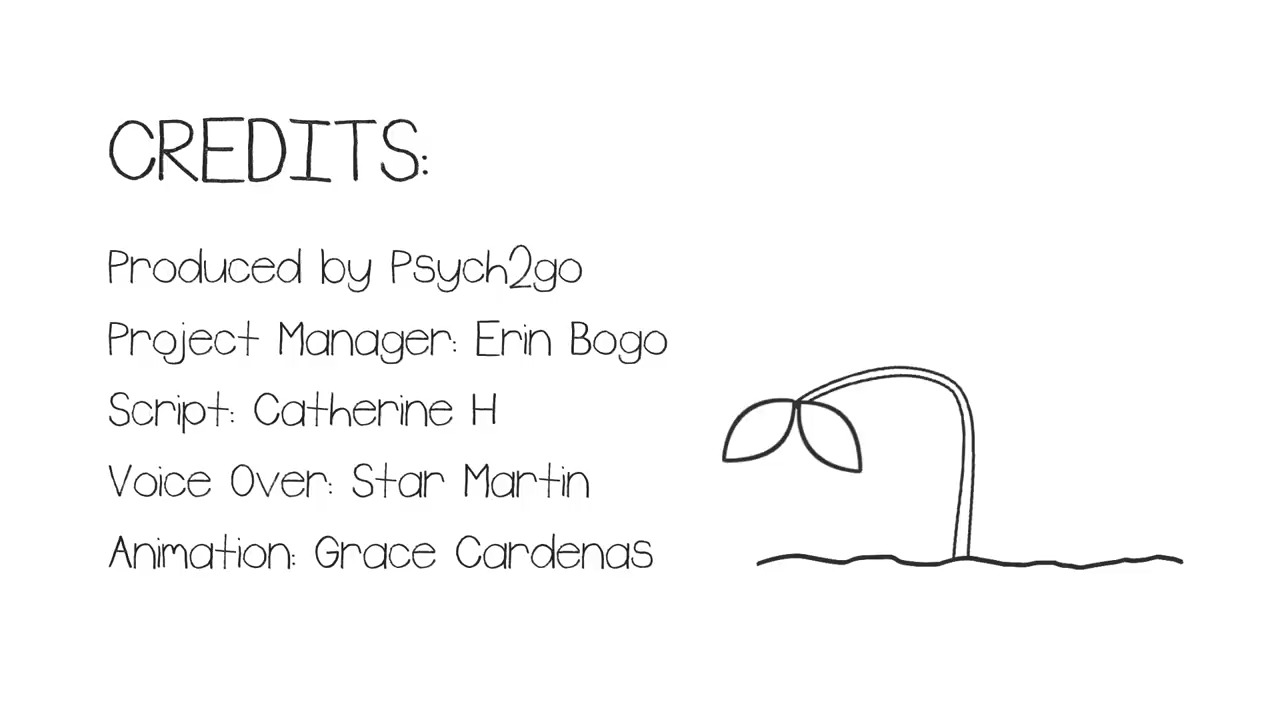 CREDITS:
Produced by Psych2go
Project Manager: Erin Bogo
Script: Catherine H
Voice Over: Star Martin
Animation: Grace Cardenas